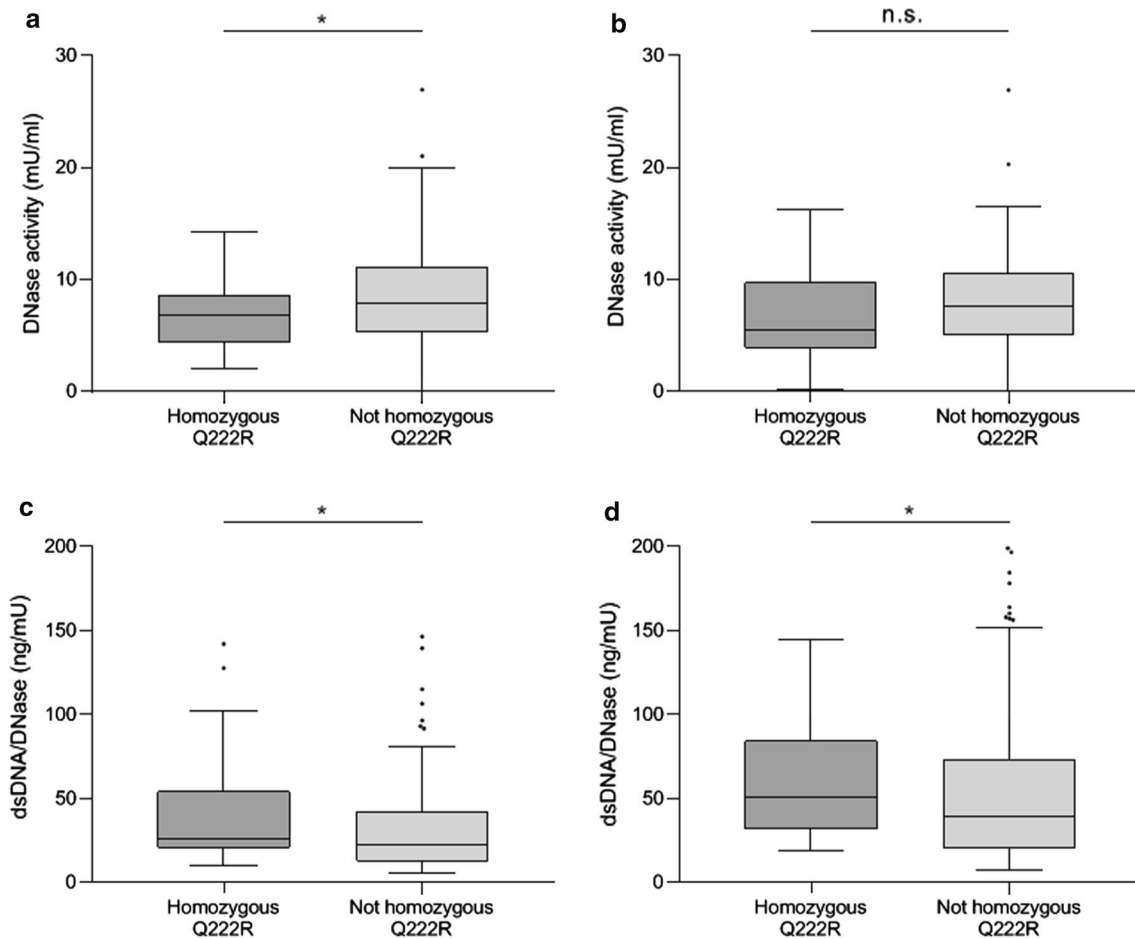 a
*
DNase activity (mU/ml)
30
20
10
0
Homozygous
Q222R
Not homozygous
Q222R
b
n.s.
DNase activity (mU/ml)
30
20
10
0
Homozygous
Q222R
Not homozygous
Q222R
c
*
dsDNA/DNase (ng/mU)
200
150
100
50
0
Homozygous
Q222R
Not homozygous
Q222R
d
*
dsDNA/DNase (ng/mU)
200
150
100
50
0
Homozygous
Q222R
Not homozygous
Q222R